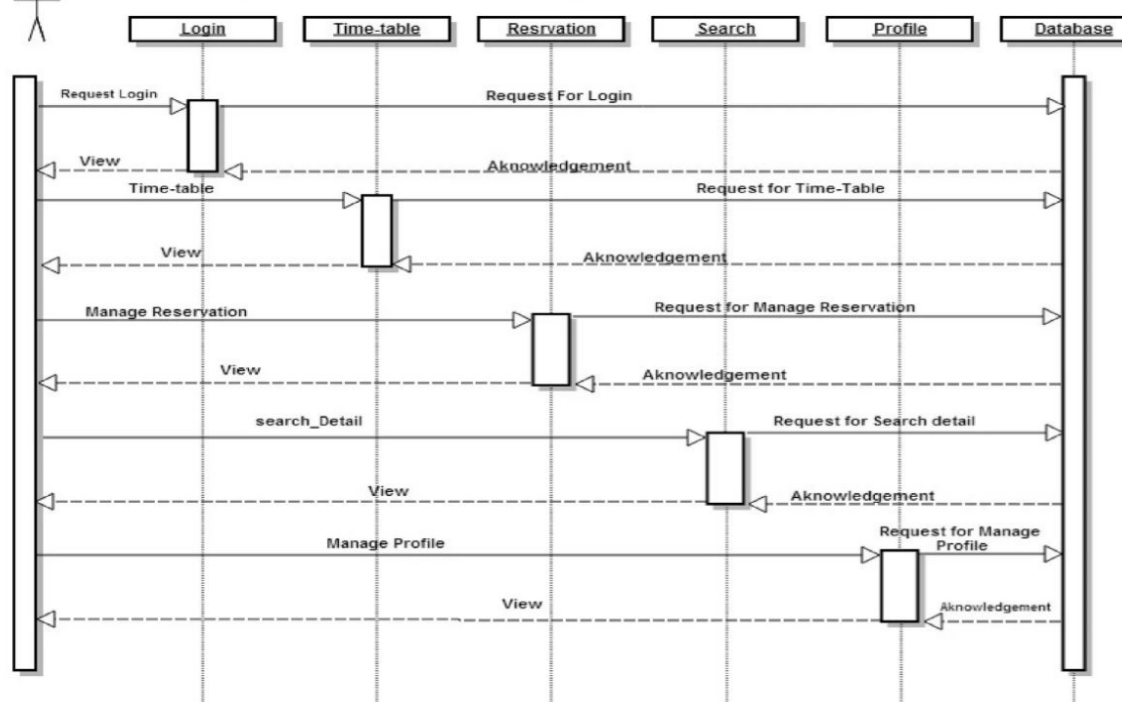 Login
Time-table
Resrvation
Search
Profile
Database
Request Login
Request For Login
View
Aknowledgement
Time-table
Request for Time-Table
View
Aknowledgement
Manage Reservation
Request for Manage Reservation
View
Aknowledgement
search_Detail
Request for Search detail
View
Aknowledgement
Manage Profile
Request for Manage
Profile
View
Aknowledgement